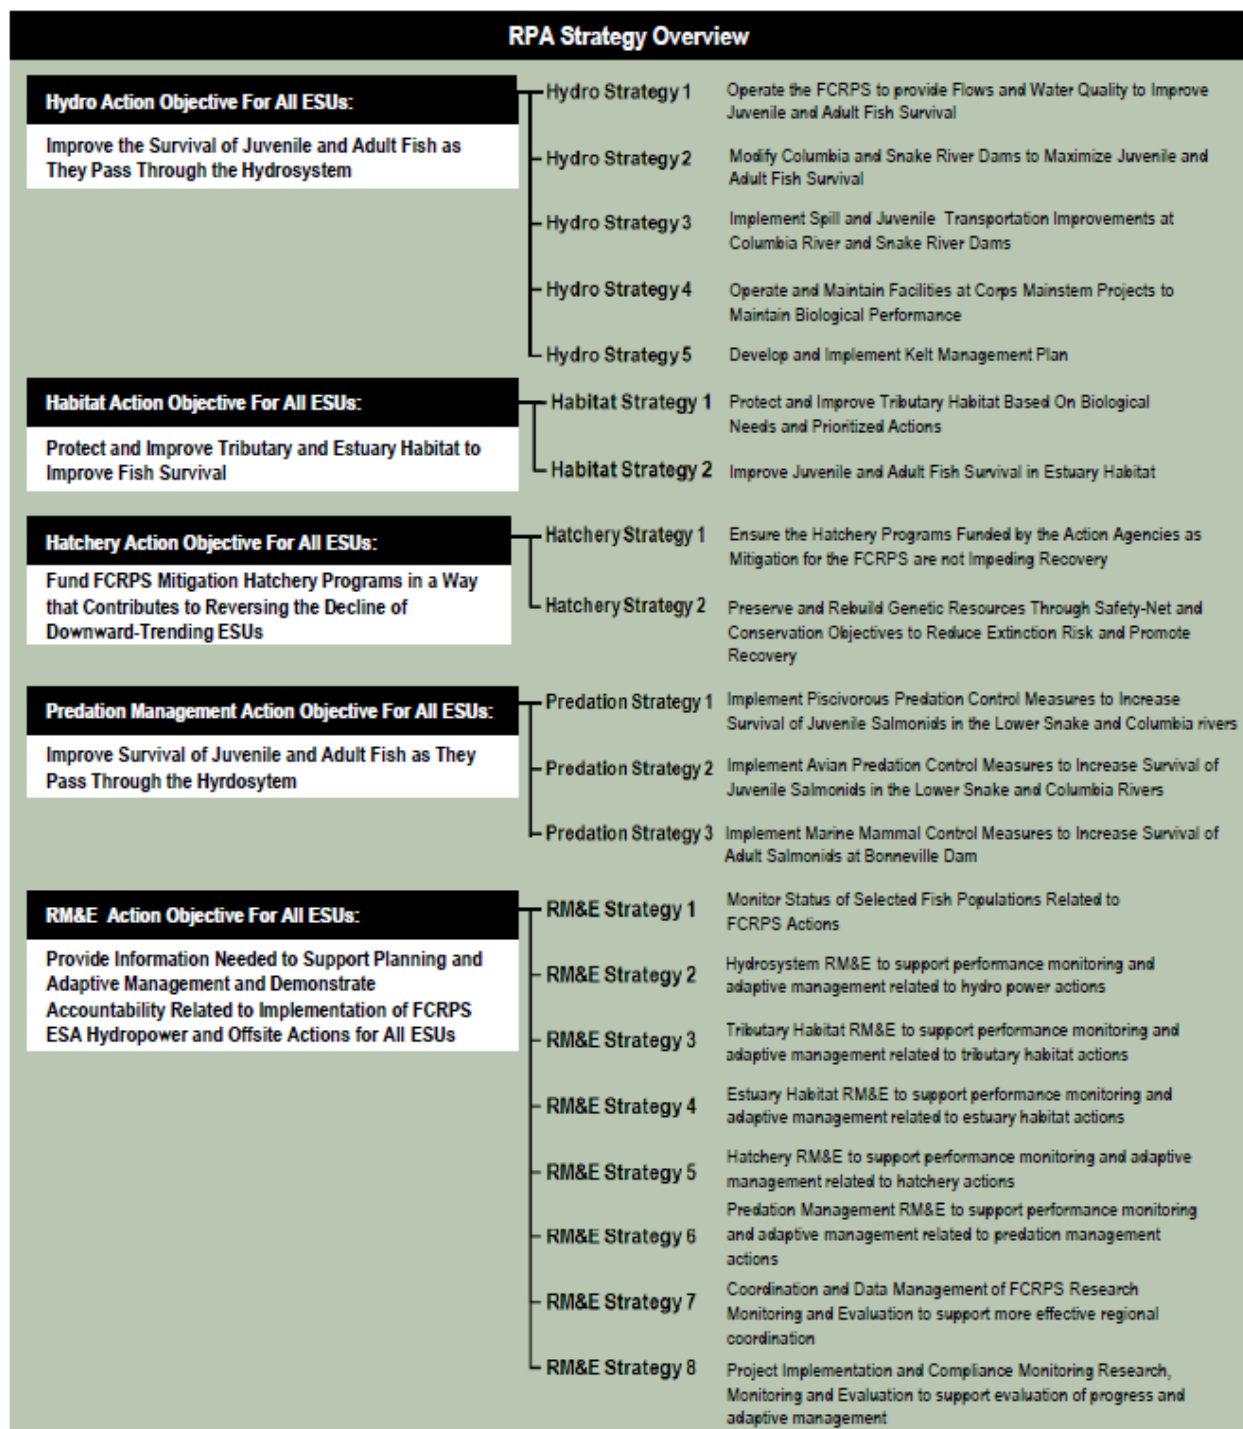 RPA Strategy Overview
Hydro Action Objective For All ESUs:
Improve the Survival of Juvenile and Adult Fish as
They Pass Through the Hydrosystem
Hydro Strategy 1
Operate the FCRPS to provide Flows and Water Quality to Improve
Juvenile and Adult Fish Survival
Hydro Strategy 2
Modify Columbia and Snake River Dams to Maximize Juvenile and
Adult Fish Survival
Hydro Strategy 3
Implement Spill and Juvenile Transportation Improvements at
Columbia River and Snake River Dams
Hydro Strategy 4
Operate and Maintain Facilities at Corps Mainstem Projects to
Maintain Biological Performance
Hydro Strategy 5
Develop and Implement Kelt Management Plan
Habitat Action Objective For All ESUs:
Protect and Improve Tributary and Estuary Habitat to
Improve Fish Survival
Habitat Strategy 1
Protect and Improve Tributary Habitat Based On Biological
Needs and Prioritized Actions
Habitat Strategy 2
Improve Juvenile and Adult Fish Survival in Estuary Habitat
Hatchery Action Objective For All ESUs:
Fund FCRPS Mitigation Hatchery Programs in a Way
that Contributes to Reversing the Decline of
Downward-Trending ESUs
Hatchery Strategy 1
Ensure the Hatchery Programs Funded by the Action Agencies as
Mitigation for the FCRPS are not Impeding Recovery
Hatchery Strategy 2
Preserve and Rebuild Genetic Resources Through Safety-Net and
Conservation Objectives to Reduce Extinction Risk and Promote
Recovery
Predation Management Action Objective For All ESUs:
Improve Survival of Juvenile and Adult Fish as They
Pass Through the Hyrdosytem
Predation Strategy 1
Implement Piscivorous Predation Control Measures to Increase
Survival of Juvenile Salmonids in the Lower Snake and Columbia rivers
Predation Strategy 2
Implement Avian Predation Control Measures to Increase Survival of
Juvenile Salmonids in the Lower Snake and Columbia Rivers
Predation Strategy 3
Implement Marine Mammal Control Measures to Increase Survival of
Adult Salmonids at Bonneville Dam
RM&E Action Objective For All ESUs:
Provide Information Needed to Support Planning and
Adaptive Management and Demonstrate
Accountability Related to Implementation of FCRPS
ESA Hydropower and Offsite Actions for All ESUs
RM&E Strategy 1
Monitor Status of Selected Fish Populations Related to
FCRPS Actions
RM&E Strategy 2
Hydrosystem RM&E to support performance monitoring and
adaptive management related to hydro power actions
RM&E Strategy 3
Tributary Habitat RM&E to support performance monitoring and
adaptive management related to tributary habitat actions
RM&E Strategy 4
Estuary Habitat RM&E to support performance monitoring and
adaptive management related to estuary habitat actions
RM&E Strategy 5
Hatchery RM&E to support performance monitoring and adaptive
management related to hatchery actions
RM&E Strategy 6
Predation Management RM&E to support performance monitoring
and adaptive management related to predation management
actions
RM&E Strategy 7
Coordination and Data Management of FCRPS Research
Monitoring and Evaluation to support more effective regional
coordination
RM&E Strategy 8
Project Implementation and Compliance Monitoring Research,
Monitoring and Evaluation to support evaluation of progress and
adaptive management